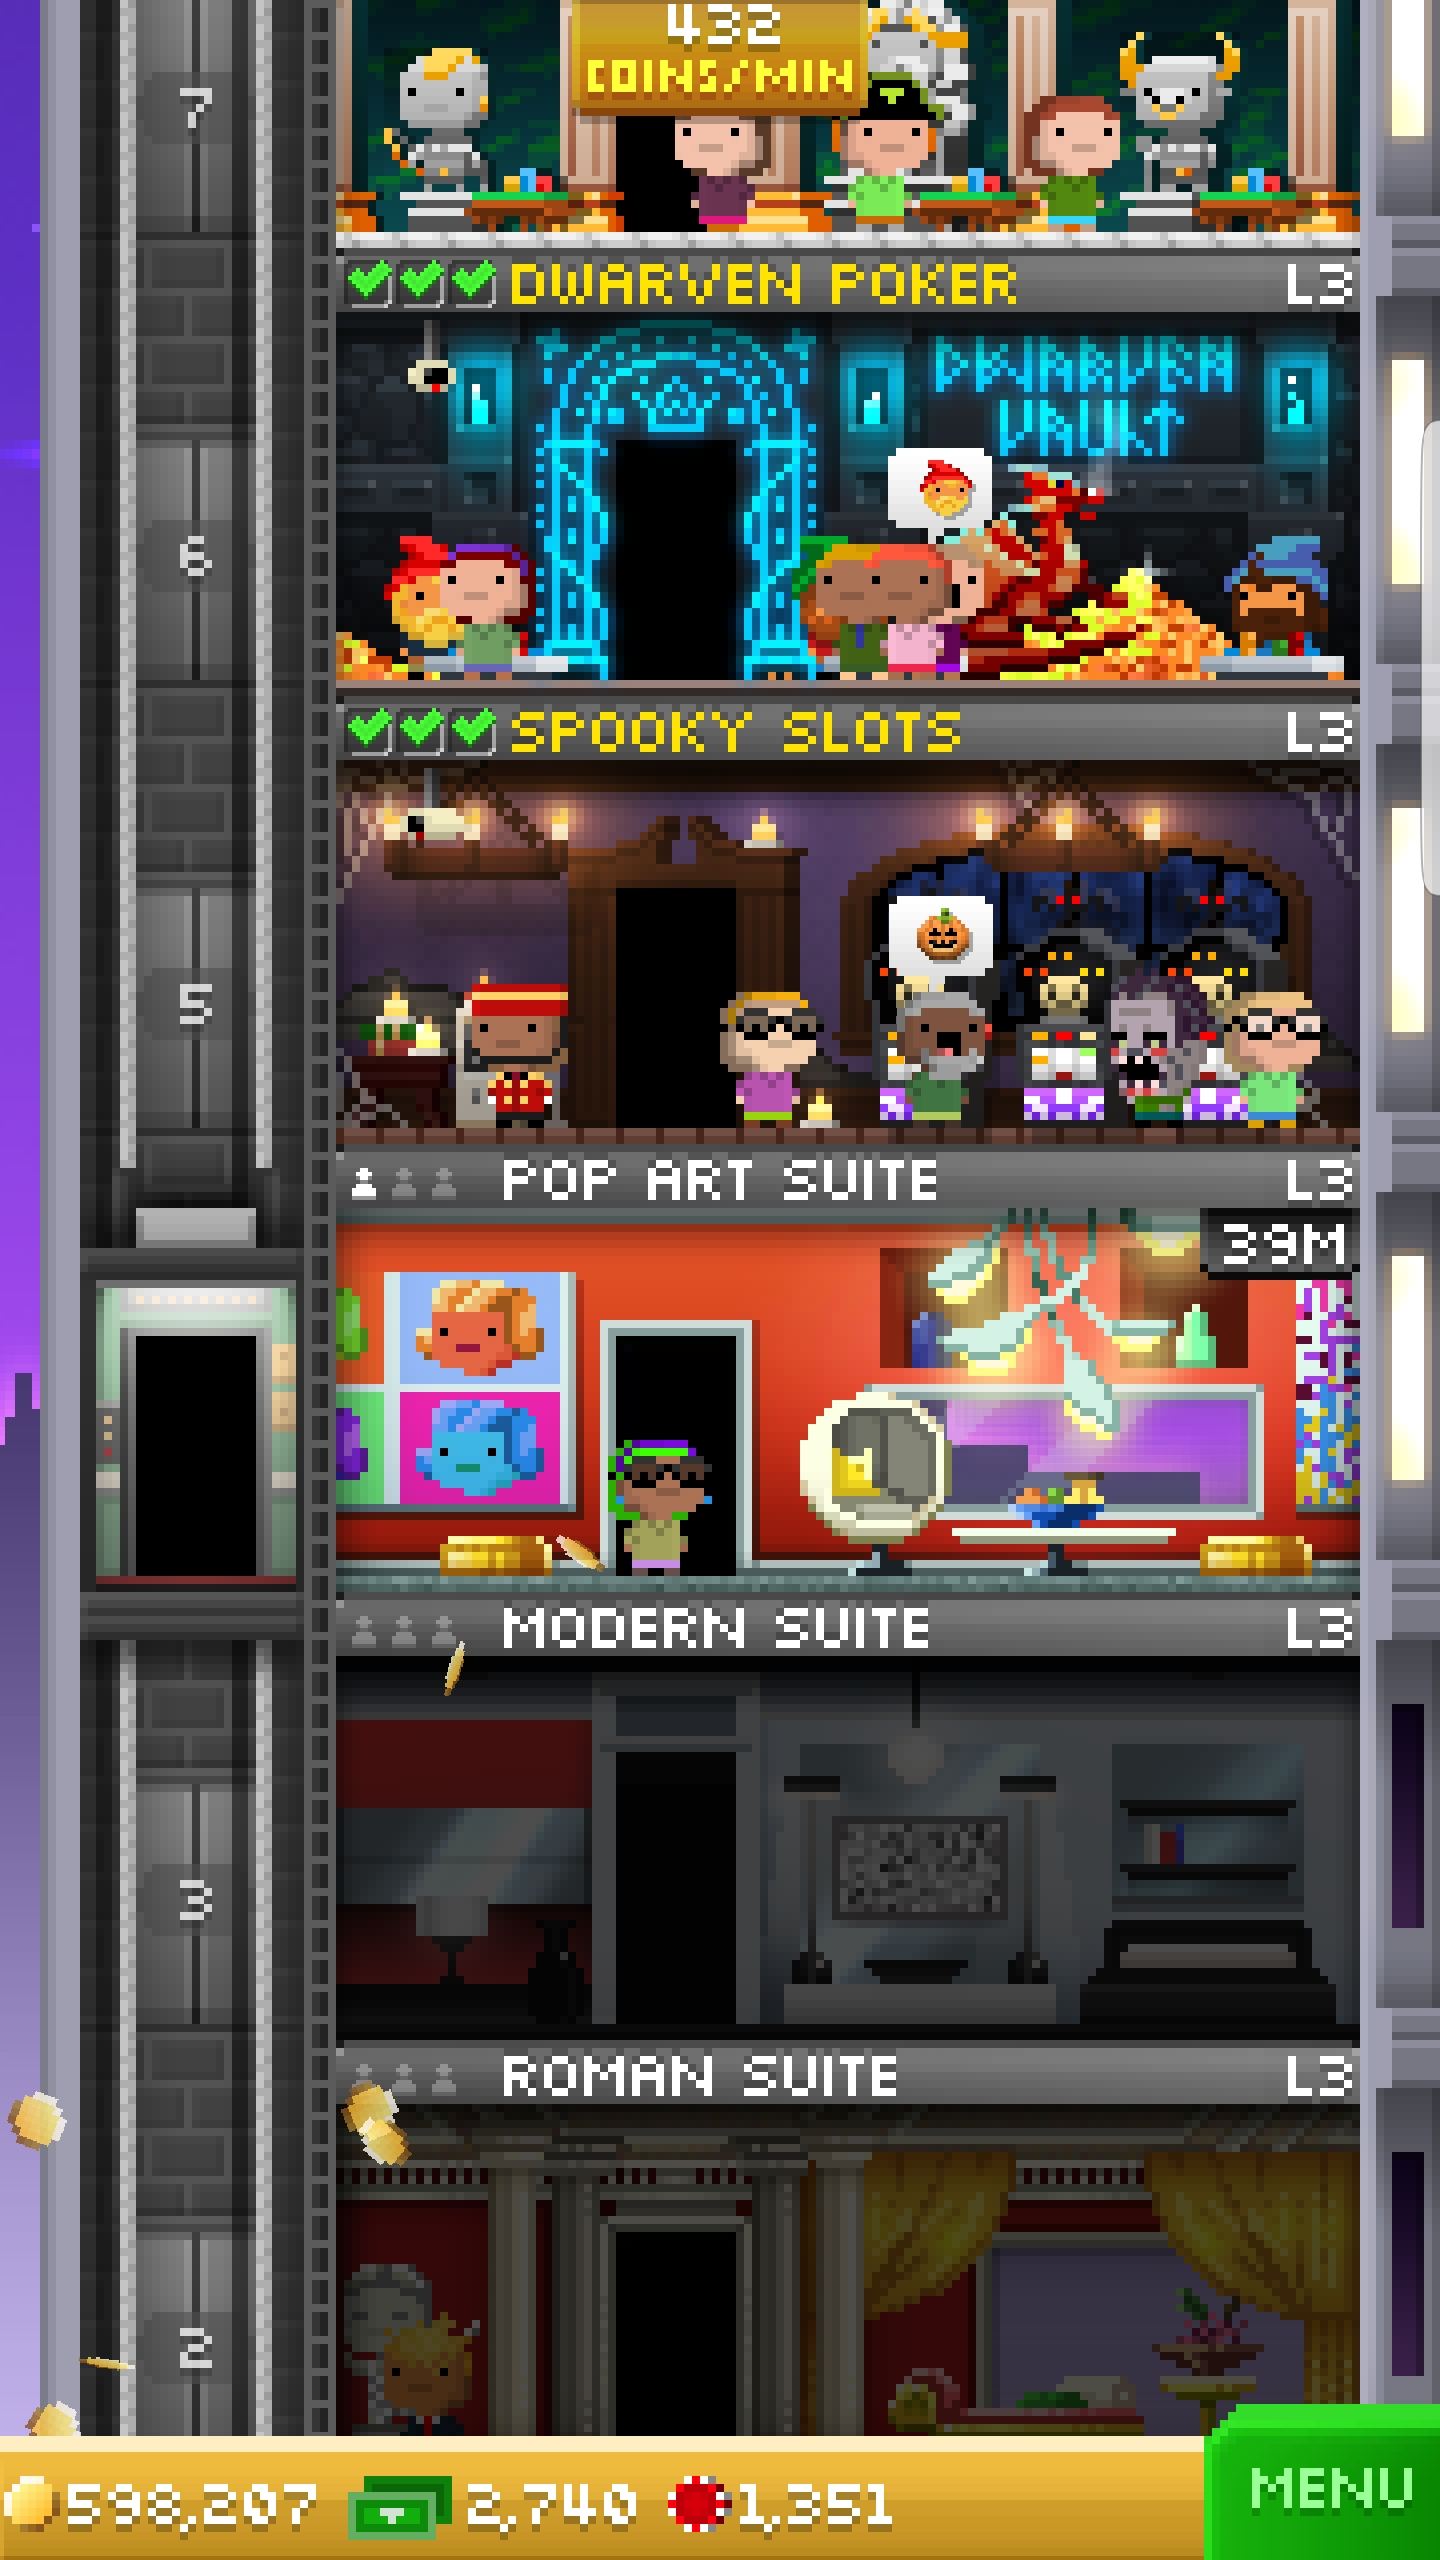 432
COINS/MIN
7
DWARVEN POKER L3
DWARVEN
VAULT
6
SPOOKY SLOTS L3
5
POP ART SUITE L3
39M
MODERN SUITE L3
3
ROMAN SUITE L3
2
598,207 2,740 1,351
MENU